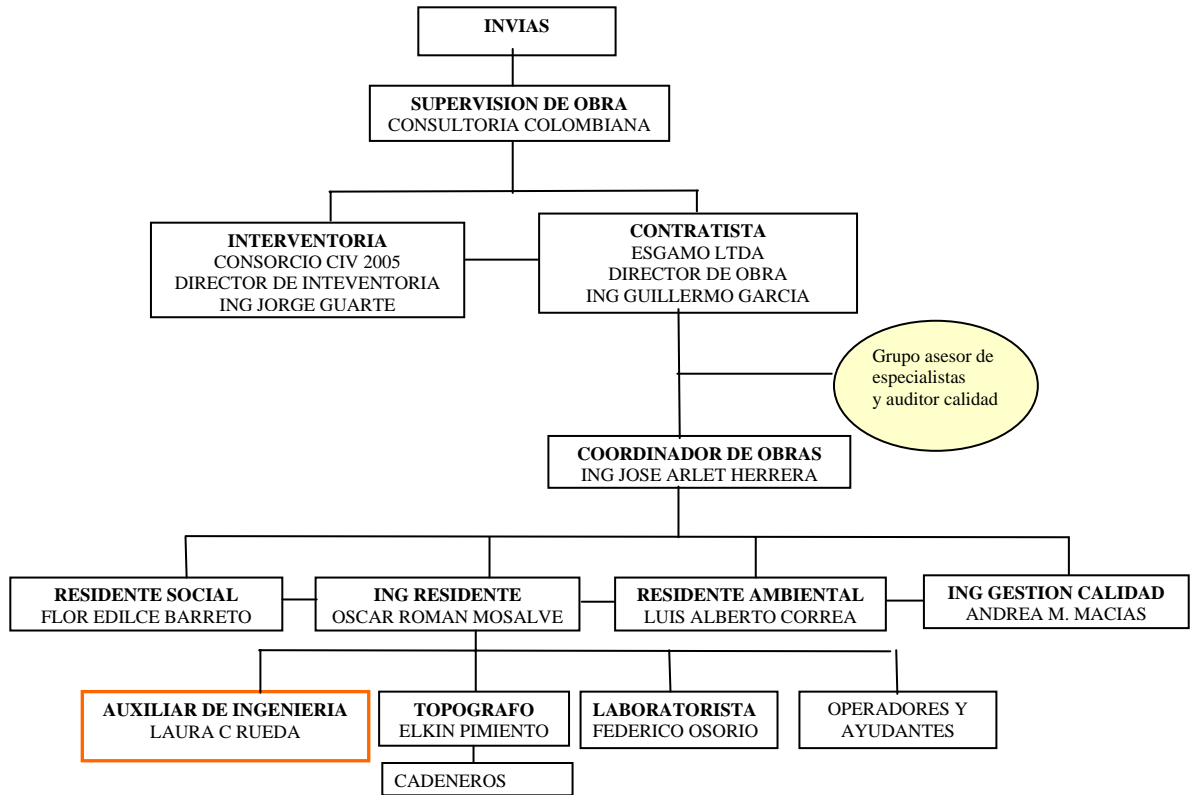 INVIAS
SUPERVISION DE OBRA
CONSULTORIA COLOMBIANA
INTERVENTORIA
CONSORCIO CIV 2005
DIRECTOR DE INTEVENTORIA
ING JORGE GUARTE
CONTRATISTA
ESGAMO LTDA
DIRECTOR DE OBRA
ING GUILLERMO GARCIA
Grupo asesor de
especialistas
y auditor calidad
COORDINADOR DE OBRAS
ING JOSE ARLET HERRERA
RESIDENTE SOCIAL
FLOR EDILCE BARRETO
ING RESIDENTE
OSCAR ROMAN MOSALVE
RESIDENTE AMBIENTAL
LUIS ALBERTO CORREA
ING GESTION CALIDAD
ANDREA M. MACIAS
AUXILIAR DE INGENIERIA
LAURA C RUEDA
TOPOGRAFO
ELKIN PIMIENTO
LABORATORISTA
FEDERICO OSORIO
OPERADORES Y
AYUDANTES
CADENEROS